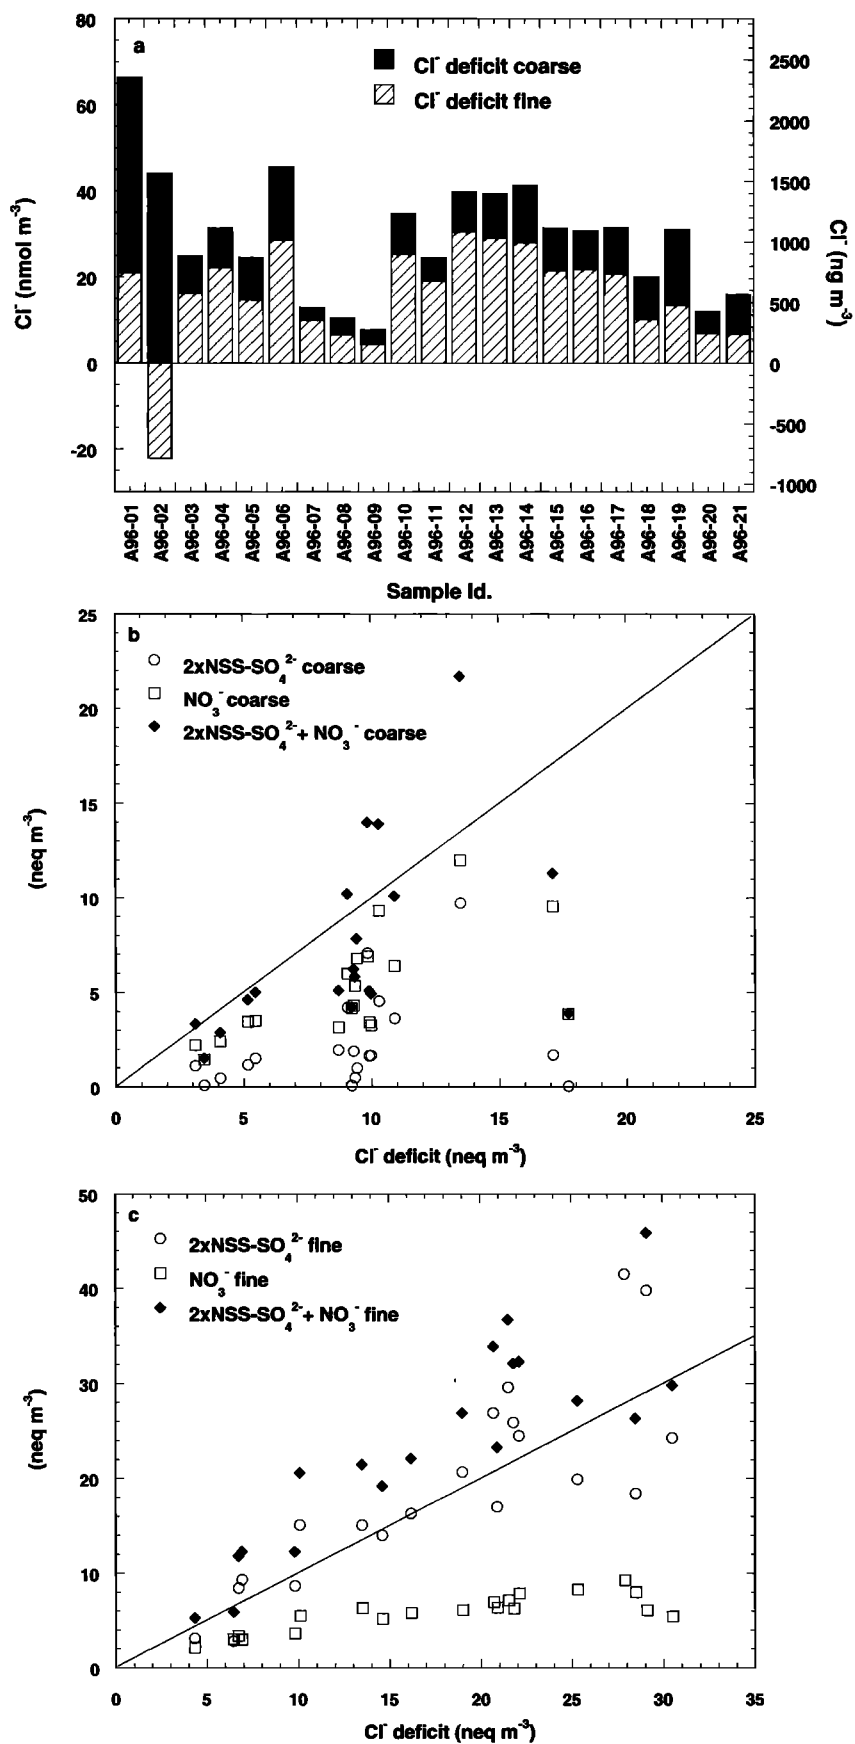 a
Cl⁻ deficit coarse
Cl⁻ deficit fine
80
60
40
20
0
-20
2500
2000
1500
1000
500
0
-500
-1000
Cl⁻ (nmol m⁻³)
Cl⁻ (ng m⁻³)
A96-01 A96-02 A96-03 A96-04 A96-05 A96-06 A96-07 A96-08 A96-09 A96-10 A96-11 A96-12 A96-13 A96-14 A96-15 A96-16 A96-17 A96-18 A96-19 A96-20 A96-21
Sample Id.
b
2xNSS-SO₄²⁻ coarse
NO₃⁻ coarse
2xNSS-SO₄²⁻+ NO₃⁻ coarse
25
20
15
10
5
0
(neq m⁻³)
0 5 10 15 20 25
Cl⁻ deficit (neq m⁻³)
c
2xNSS-SO₄²⁻ fine
NO₃⁻ fine
2xNSS-SO₄²⁻+ NO₃⁻ fine
50
40
30
20
10
0
(neq m⁻³)
0 5 10 15 20 25 30 35
Cl⁻ deficit (neq m⁻³)